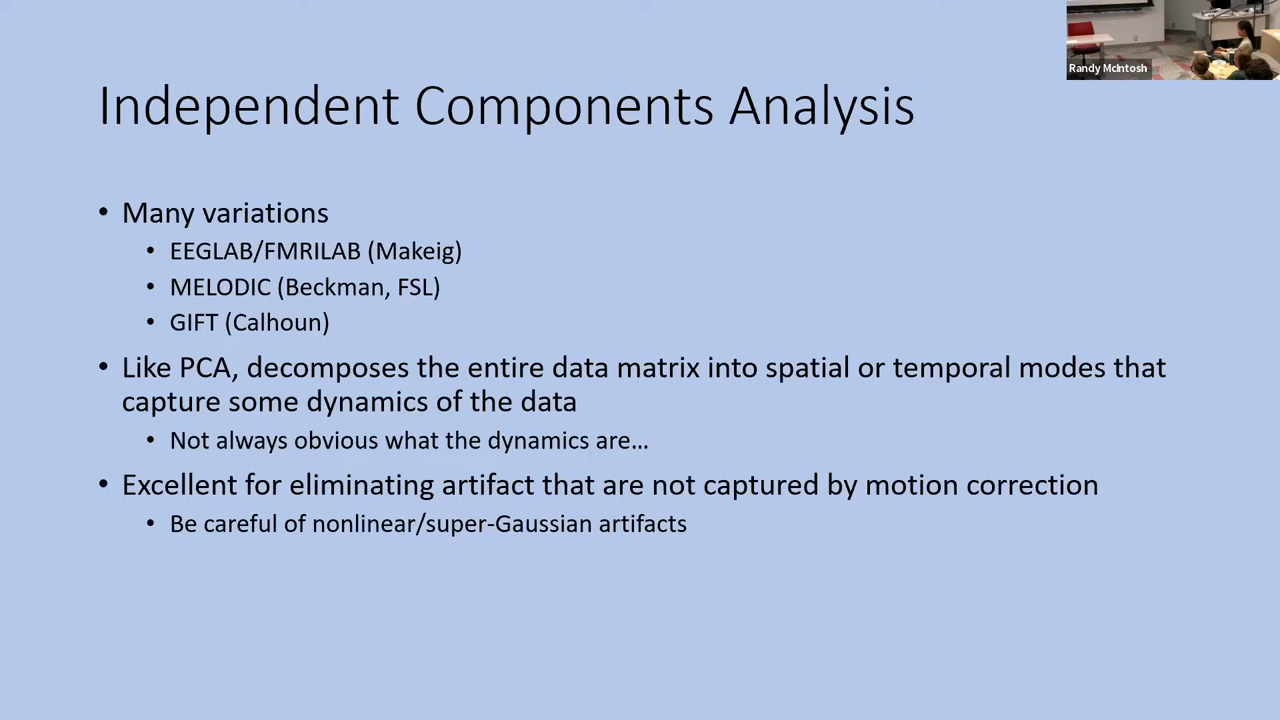 Randy McIntosh
Independent Components Analysis
• Many variations
• EEGLAB/FMRILAB (Makeig)
• MELODIC (Beckman, FSL)
• GIFT (Calhoun)
• Like PCA, decomposes the entire data matrix into spatial or temporal modes that
capture some dynamics of the data
• Not always obvious what the dynamics are…
• Excellent for eliminating artifact that are not captured by motion correction
• Be careful of nonlinear/super-Gaussian artifacts